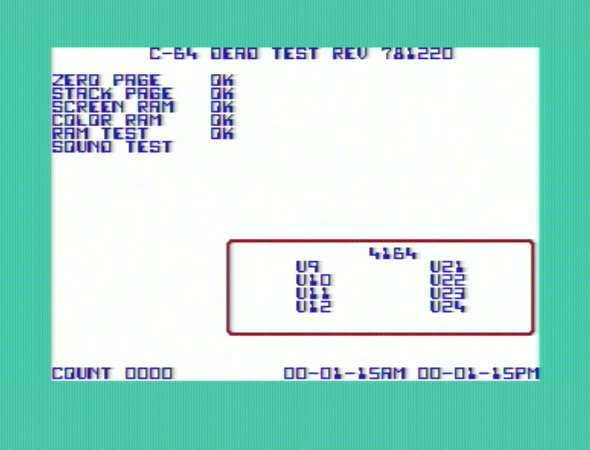 C-64 DEAD TEST REV 781220
ZERO PAGE OK
STACK PAGE OK
SCREEN RAM OK
COLOR RAM OK
RAM TEST OK
SOUND TEST
4164
U9 U21
U10 U22
U11 U23
U12 U24
COUNT 0000 00-01-15AM 00-01-15PM